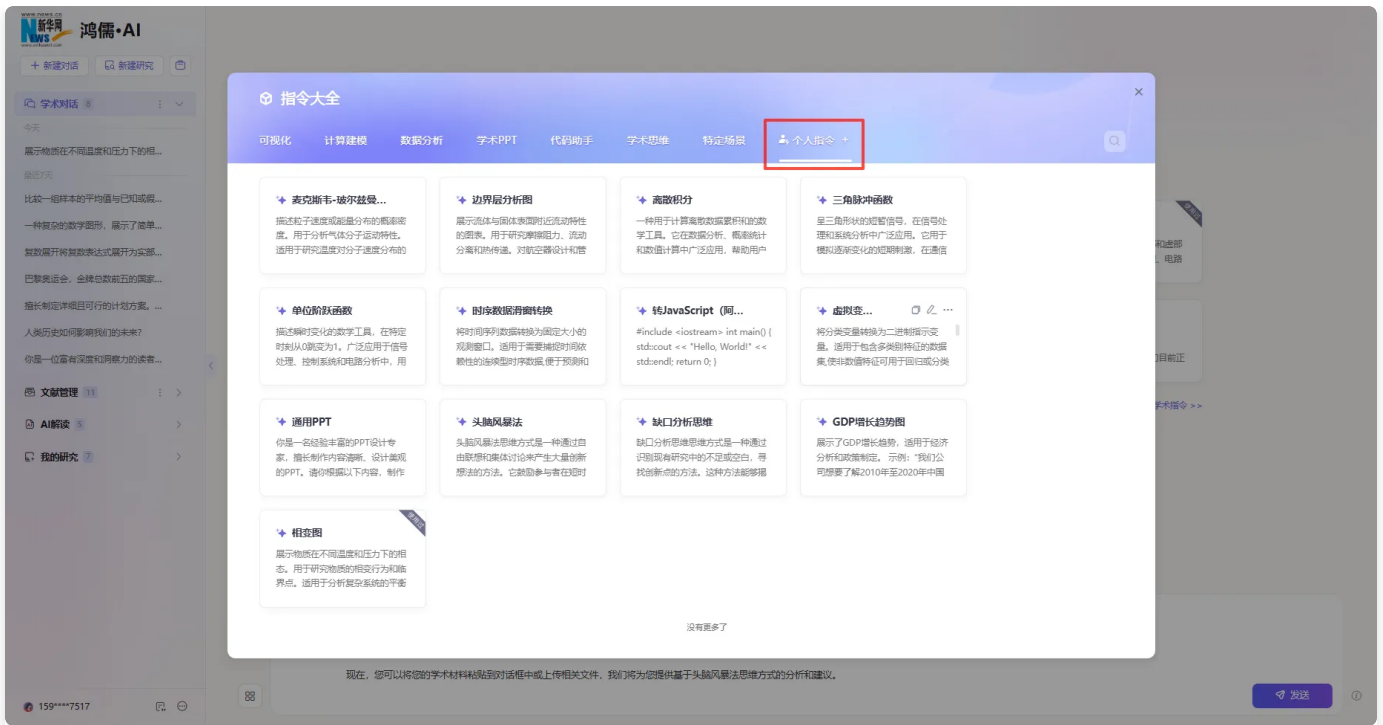 www.news.cn
新华网
NEWS
鸿儒•AI
+ 新建对话
新建研究
学术对话 8
今天
展示物质在不同温度和压力下的相...
最近7天
比较一组样本的平均值与已知或假...
一种复杂的数学图形，展示了简单...
复数展开将复数表达式展开为实部...
巴黎奥运会，金牌总数前五的国家...
擅长制定详细且可行的计划方案。...
人类历史如何影响我们的未来?
你是一位富有深度和洞察力的读者...
文献管理 11
AI解读 5
我的研究 7
159****7517
指令大全
可视化 计算建模 数据分析 学术PPT 代码助手 学术思维 特定场景 个人指令 +
麦克斯韦-玻尔兹曼...
描述粒子速度或能量分布的概率密
度。用于分析气体分子运动特性。
适用于研究温度对分子速度分布的
边界层分析图
展示流体与固体表面附近流动特性
的图表。用于研究摩擦阻力、流动
分离和热传递。对航空器设计和管
离散积分
一种用于计算离散数据累积和的数
学工具。它在数据分析、概率统计
和数值计算中广泛应用，帮助用户
三角脉冲函数
呈三角形状的短暂信号，在信号处
理和系统分析中广泛应用。它用于
模拟逐渐变化的短期刺激，在通信
单位阶跃函数
描述瞬时变化的数学工具，在特定
时刻从0跳变为1。广泛应用于信号
处理、控制系统和电路分析中，用
时序数据滑窗转换
将时间序列数据转换为固定大小的
观测窗口。适用于需要捕捉时间依
赖性的连续型时序数据,便于预测和
转JavaScript（阿...
#include <iostream> int main() {
std::cout << "Hello, World!" <<
std::endl; return 0; }
虚拟变...
将分类变量转换为二进制指示变
量。适用于包含多类别特征的数据
集,使非数值特征可用于回归或分类
通用PPT
你是一名经验丰富的PPT设计专
家，擅长制作内容清晰、设计美观
的PPT。请你根据以下内容，制作
头脑风暴法
头脑风暴法思维方式是一种通过自
由联想和集体讨论来产生大量创新
想法的方法。它鼓励参与者在短时
缺口分析思维
缺口分析思维思维方式是一种通过
识别现有研究中的不足或空白，寻
找创新点的方法。这种方法能够揭
GDP增长趋势图
展示了GDP增长趋势，适用于经济
分析和政策制定。 示例：“我们公
司想要了解2010年至2020年中国
相变图
使用过
展示物质在不同温度和压力下的相
态。用于研究物质的相变行为和临
界点。适用于分析复杂系统的平衡
没有更多了
和虚部
、电路
目前正
学术指令 >>
现在，您可以将您的学术材料粘贴到对话框中或上传相关文件，我们将为您提供基于头脑风暴法思维方式的分析和建议。
发送